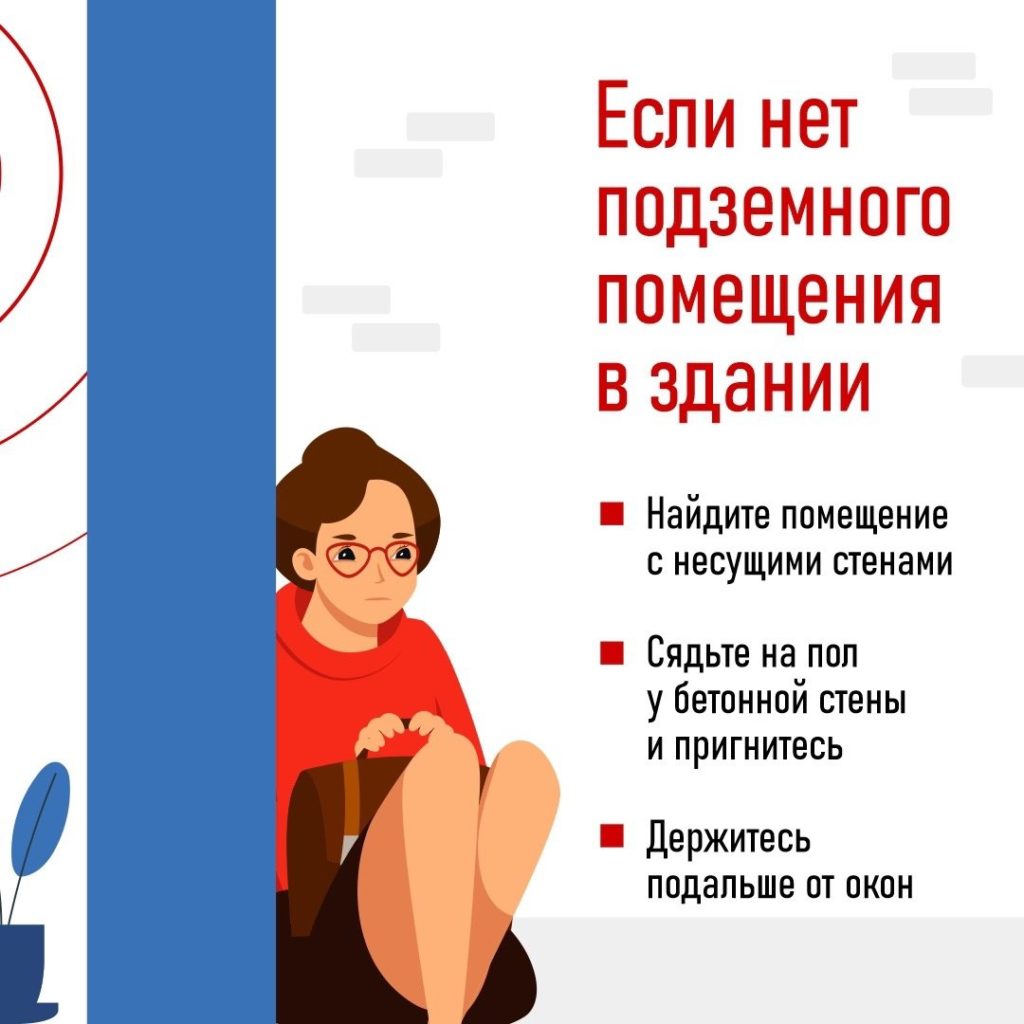 Если нет
подземного
помещения
в здании
Найдите помещение
с несущими стенами
Сядьте на пол
у бетонной стены
и пригнитесь
Держитесь
подальше от окон